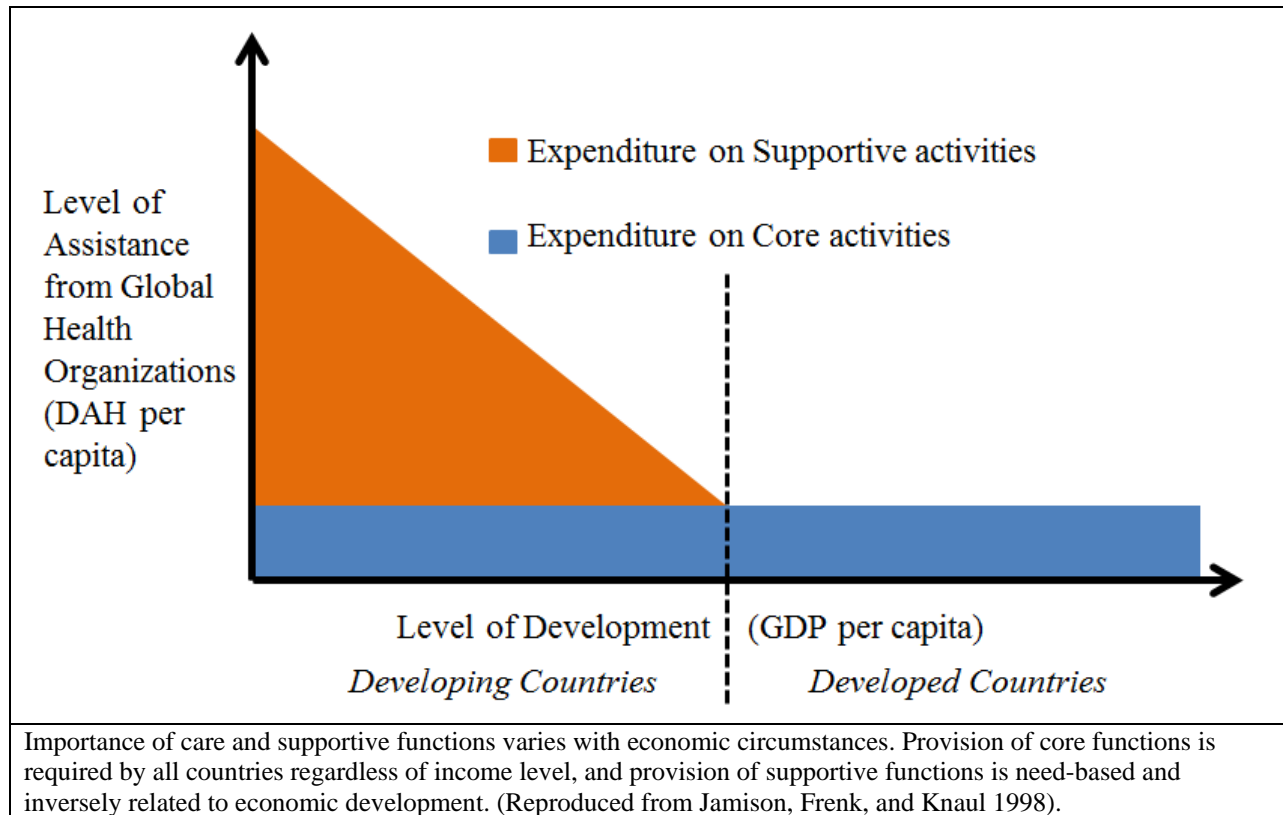 Expenditure on Supportive activities
Expenditure on Core activities
Level of
Assistance
from Global
Health
Organizations
(DAH per
capita)
Level of Development (GDP per capita)
Developing Countries Developed Countries
Importance of care and supportive functions varies with economic circumstances. Provision of core functions is
required by all countries regardless of income level, and provision of supportive functions is need-based and
inversely related to economic development. (Reproduced from Jamison, Frenk, and Knaul 1998).